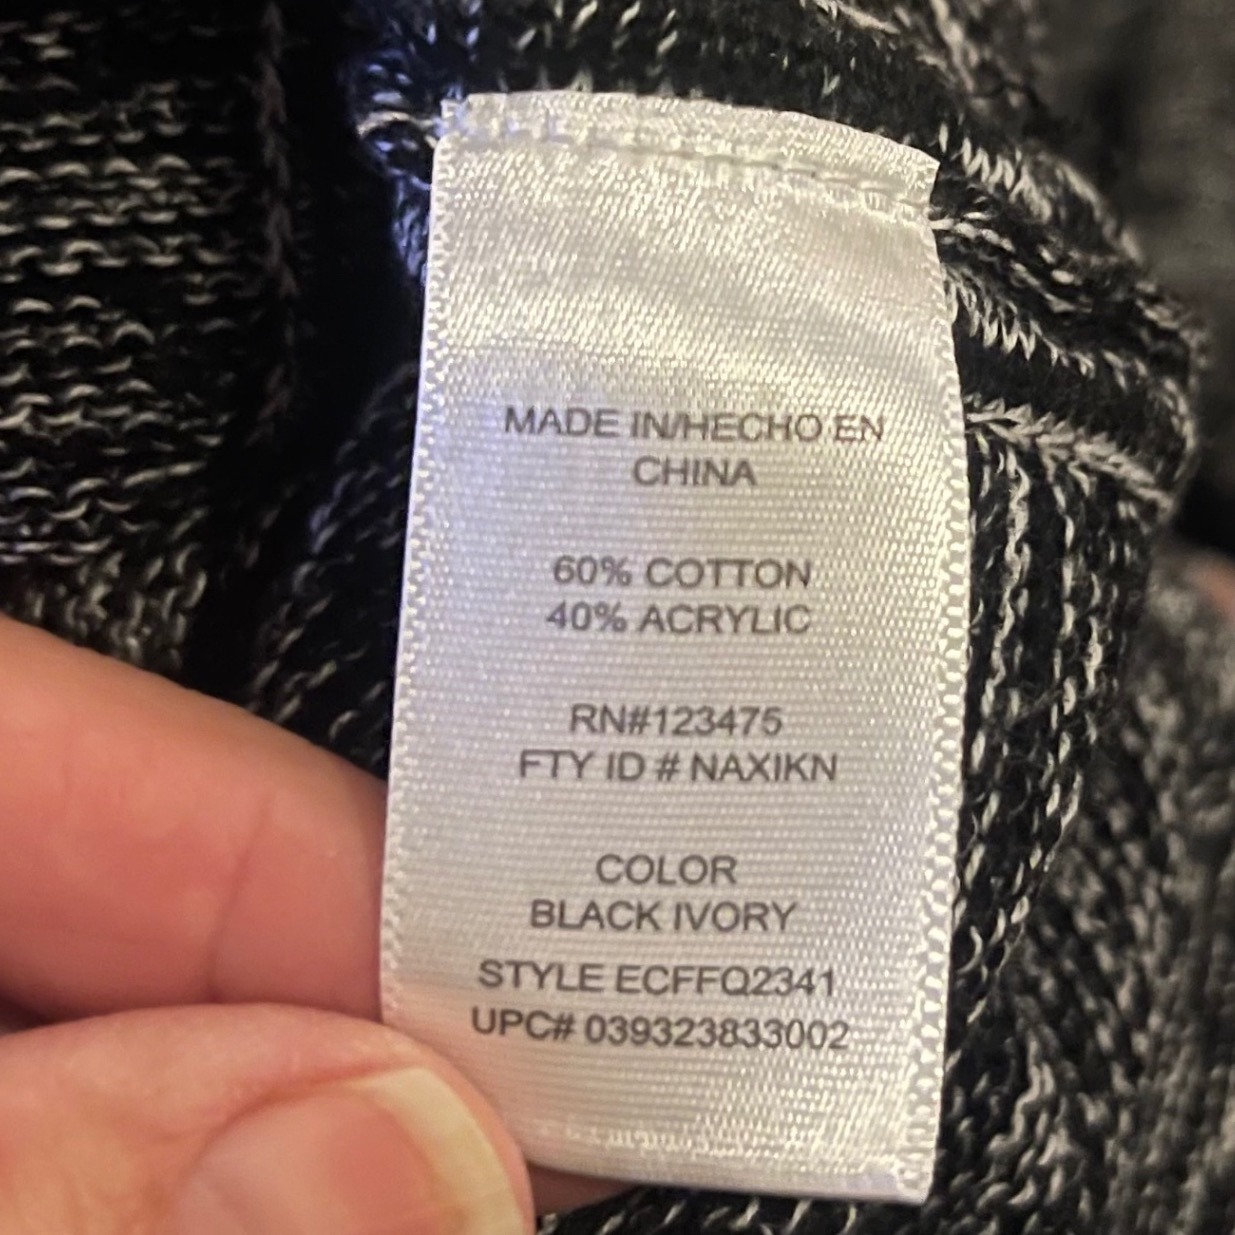 MADE IN/HECHO EN
CHINA
60% COTTON
40% ACRYLIC
RN#123475
FTY ID # NAXIKN
COLOR
BLACK IVORY
STYLE ECFFQ2341
UPC# 039323833002